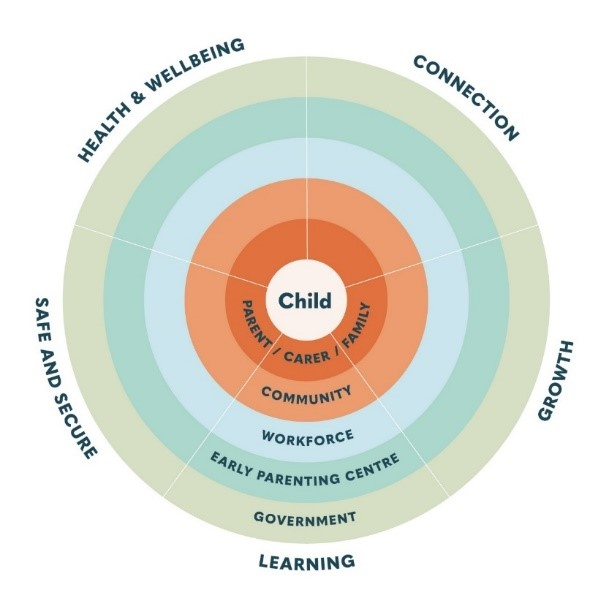 HEALTH & WELLBEING
CONNECTION
SAFE AND SECURE
GROWTH
Child
PARENT / CARER / FAMILY
COMMUNITY
WORKFORCE
EARLY PARENTING CENTRE
GOVERNMENT
LEARNING